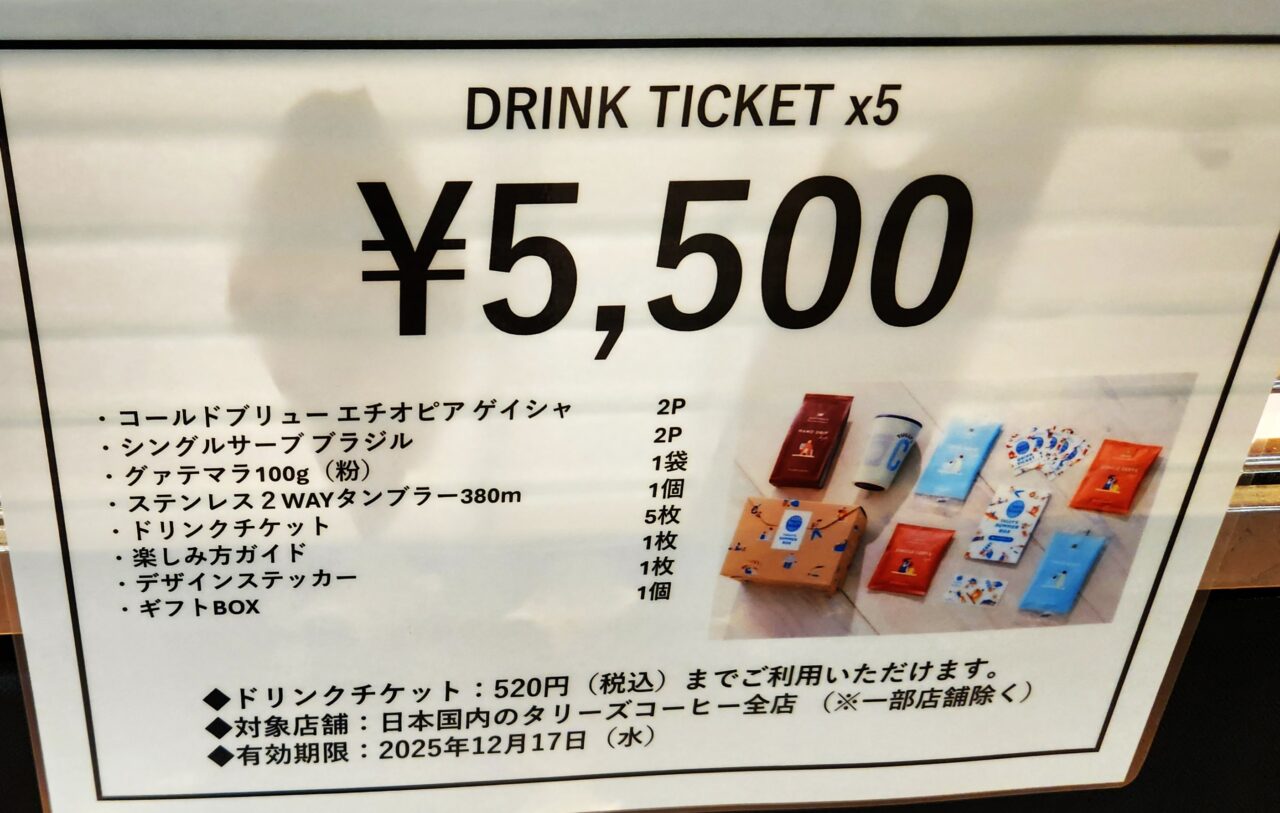 DRINK TICKET x5
¥5,500
・コールドブリュー エチオピア ゲイシャ 2P
・シングルサーブ ブラジル 2P
・グァテマラ100g（粉） 1袋
・ステンレス２WAYタンブラー380m 1個
・ドリンクチケット 5枚
・楽しみ方ガイド 1枚
・デザインステッカー 1枚
・ギフトBOX 1個
◆ドリンクチケット：520円（税込）までご利用いただけます。
◆対象店舗：日本国内のタリーズコーヒー全店 （※一部店舗除く）
◆有効期限：2025年12月17日（水）